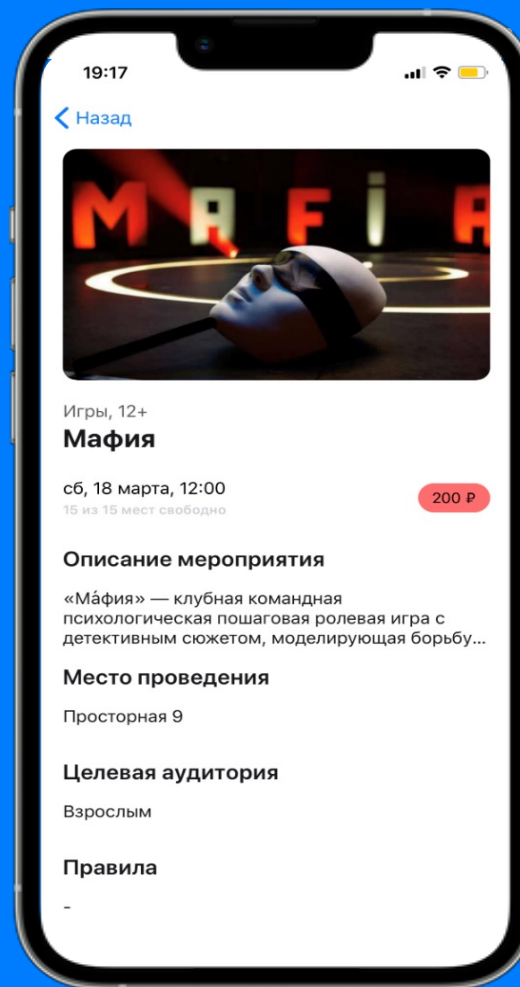 19:17
Назад
MAFIA
Игры, 12+
Мафия
сб, 18 марта, 12:00
15 из 15 мест свободно
200 ₽
Описание мероприятия
«Ма́фия» — клубная командная
психологическая пошаговая ролевая игра с
детективным сюжетом, моделирующая борьбу...
Место проведения
Просторная 9
Целевая аудитория
Взрослым
Правила
-